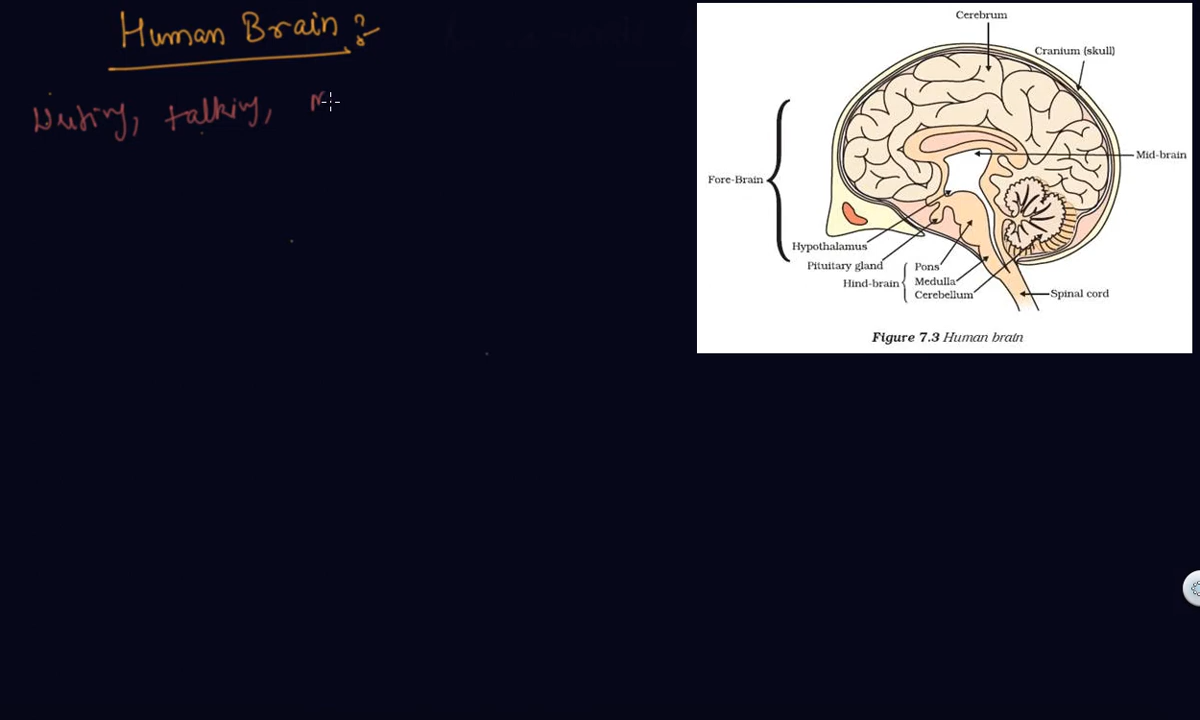 Human Brain :-
Writing, talking,
Cerebrum
Cranium (skull)
Mid-brain
Fore-Brain
Hypothalamus
Pituitary gland
Hind-brain
Pons
Medulla
Cerebellum
Spinal cord
Figure 7.3 Human brain